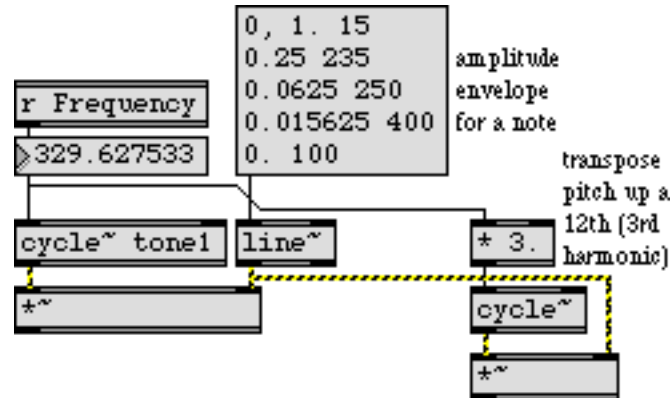 0, 1. 15
0.25 235
0.0625 250
0.015625 400
0. 100
amplitude
envelope
for a note
r Frequency
329.627533
transpose
pitch up a
12th (3rd
harmonic)
cycle~ tone1
line~
* 3.
*~
cycle~
*~